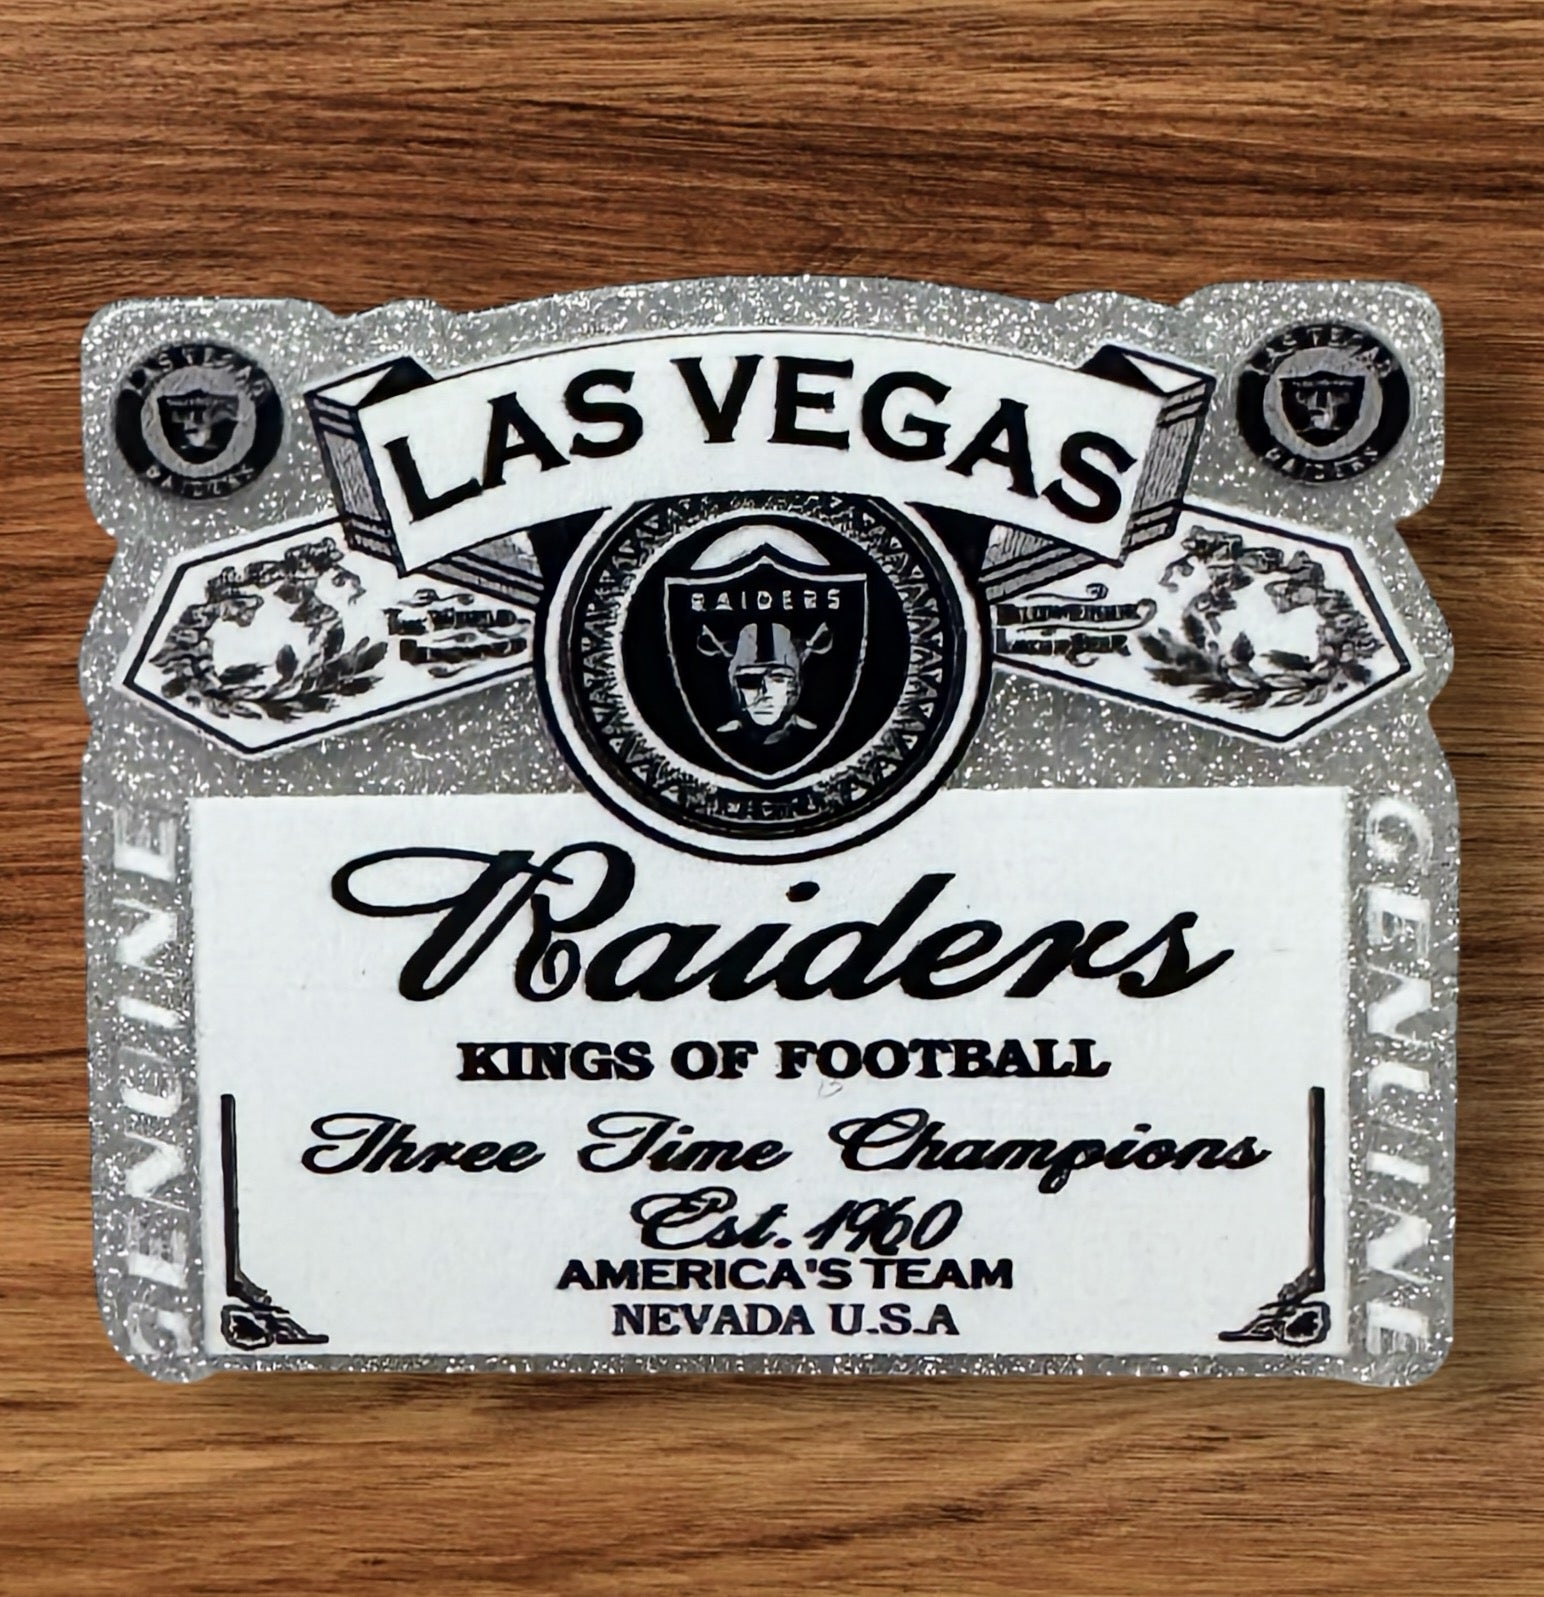 LAS VEGAS
RAIDERS
Raiders
KINGS OF FOOTBALL
Three Time Champions
Est. 1960
AMERICA'S TEAM
NEVADA U.S.A
GENUINE
GENUINE